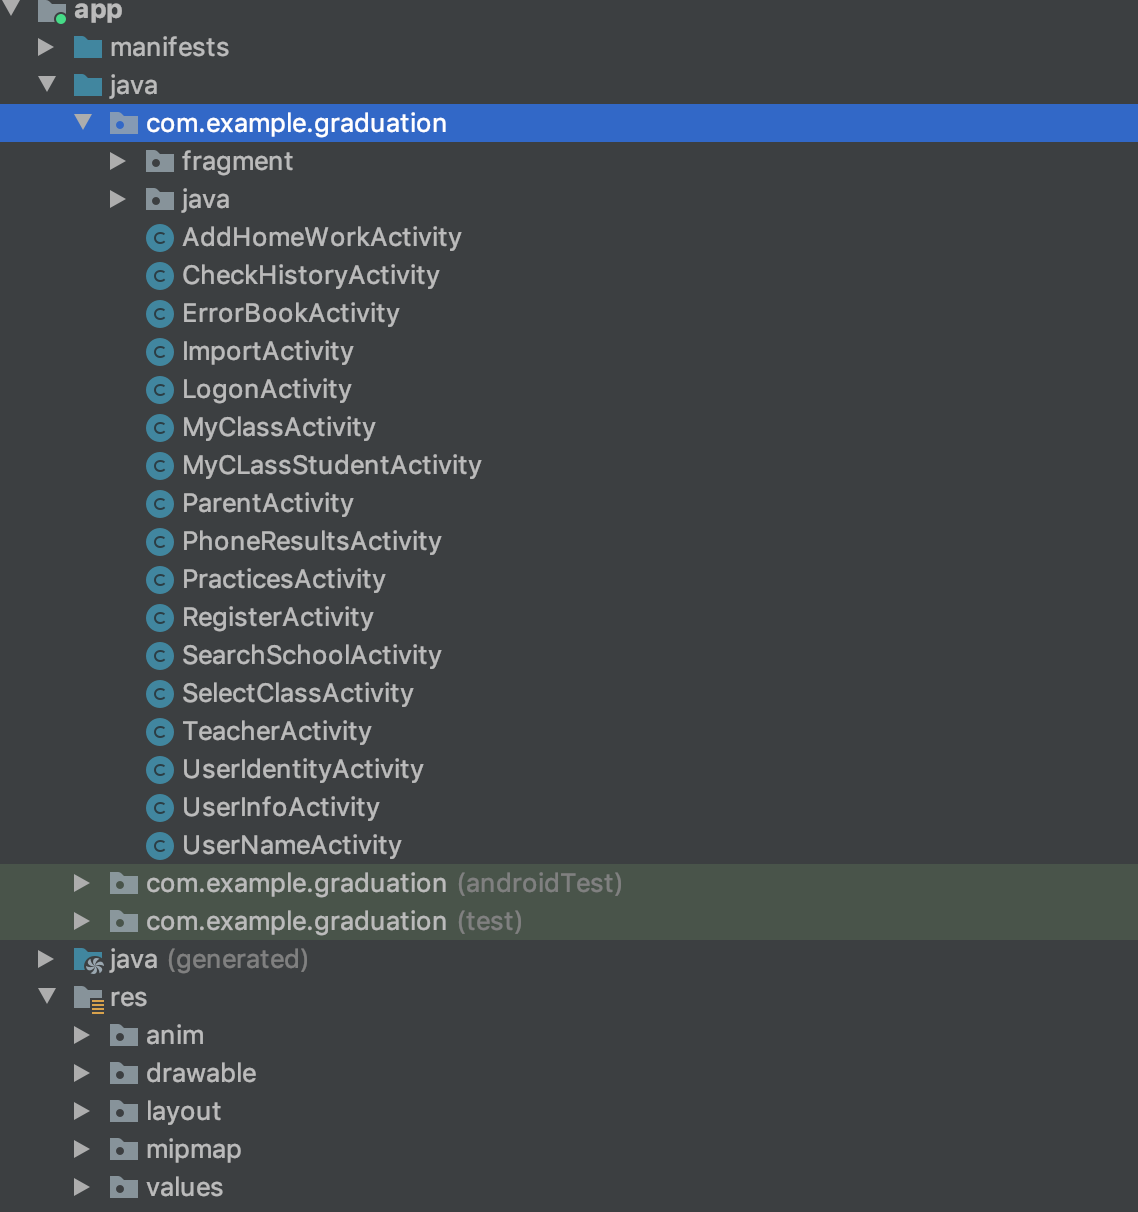 app
manifests
java
com.example.graduation
fragment
java
AddHomeWorkActivity
CheckHistoryActivity
ErrorBookActivity
ImportActivity
LogonActivity
MyClassActivity
MyCLassStudentActivity
ParentActivity
PhoneResultsActivity
PracticesActivity
RegisterActivity
SearchSchoolActivity
SelectClassActivity
TeacherActivity
UserIdentityActivity
UserInfoActivity
UserNameActivity
com.example.graduation (androidTest)
com.example.graduation (test)
java (generated)
res
anim
drawable
layout
mipmap
values